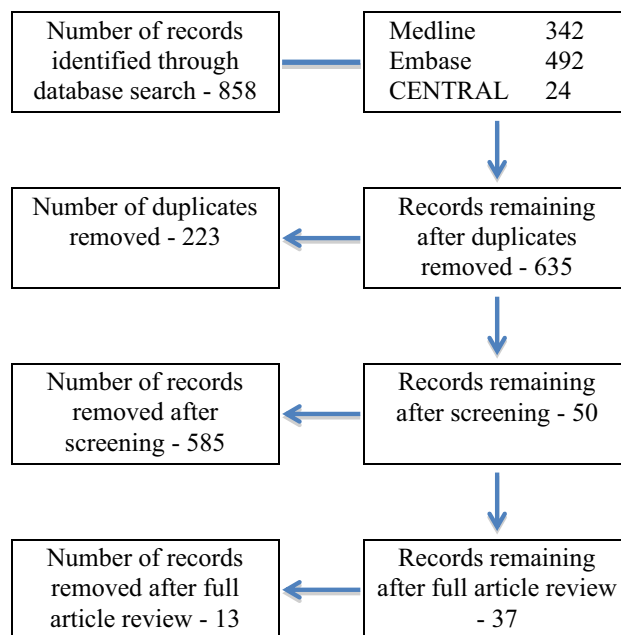 Number of records
identified through
database search - 858
Medline 342
Embase 492
CENTRAL 24
Number of duplicates
removed - 223
Records remaining
after duplicates
removed - 635
Number of records
removed after
screening - 585
Records remaining
after screening - 50
Number of records
removed after full
article review - 13
Records remaining
after full article review
- 37